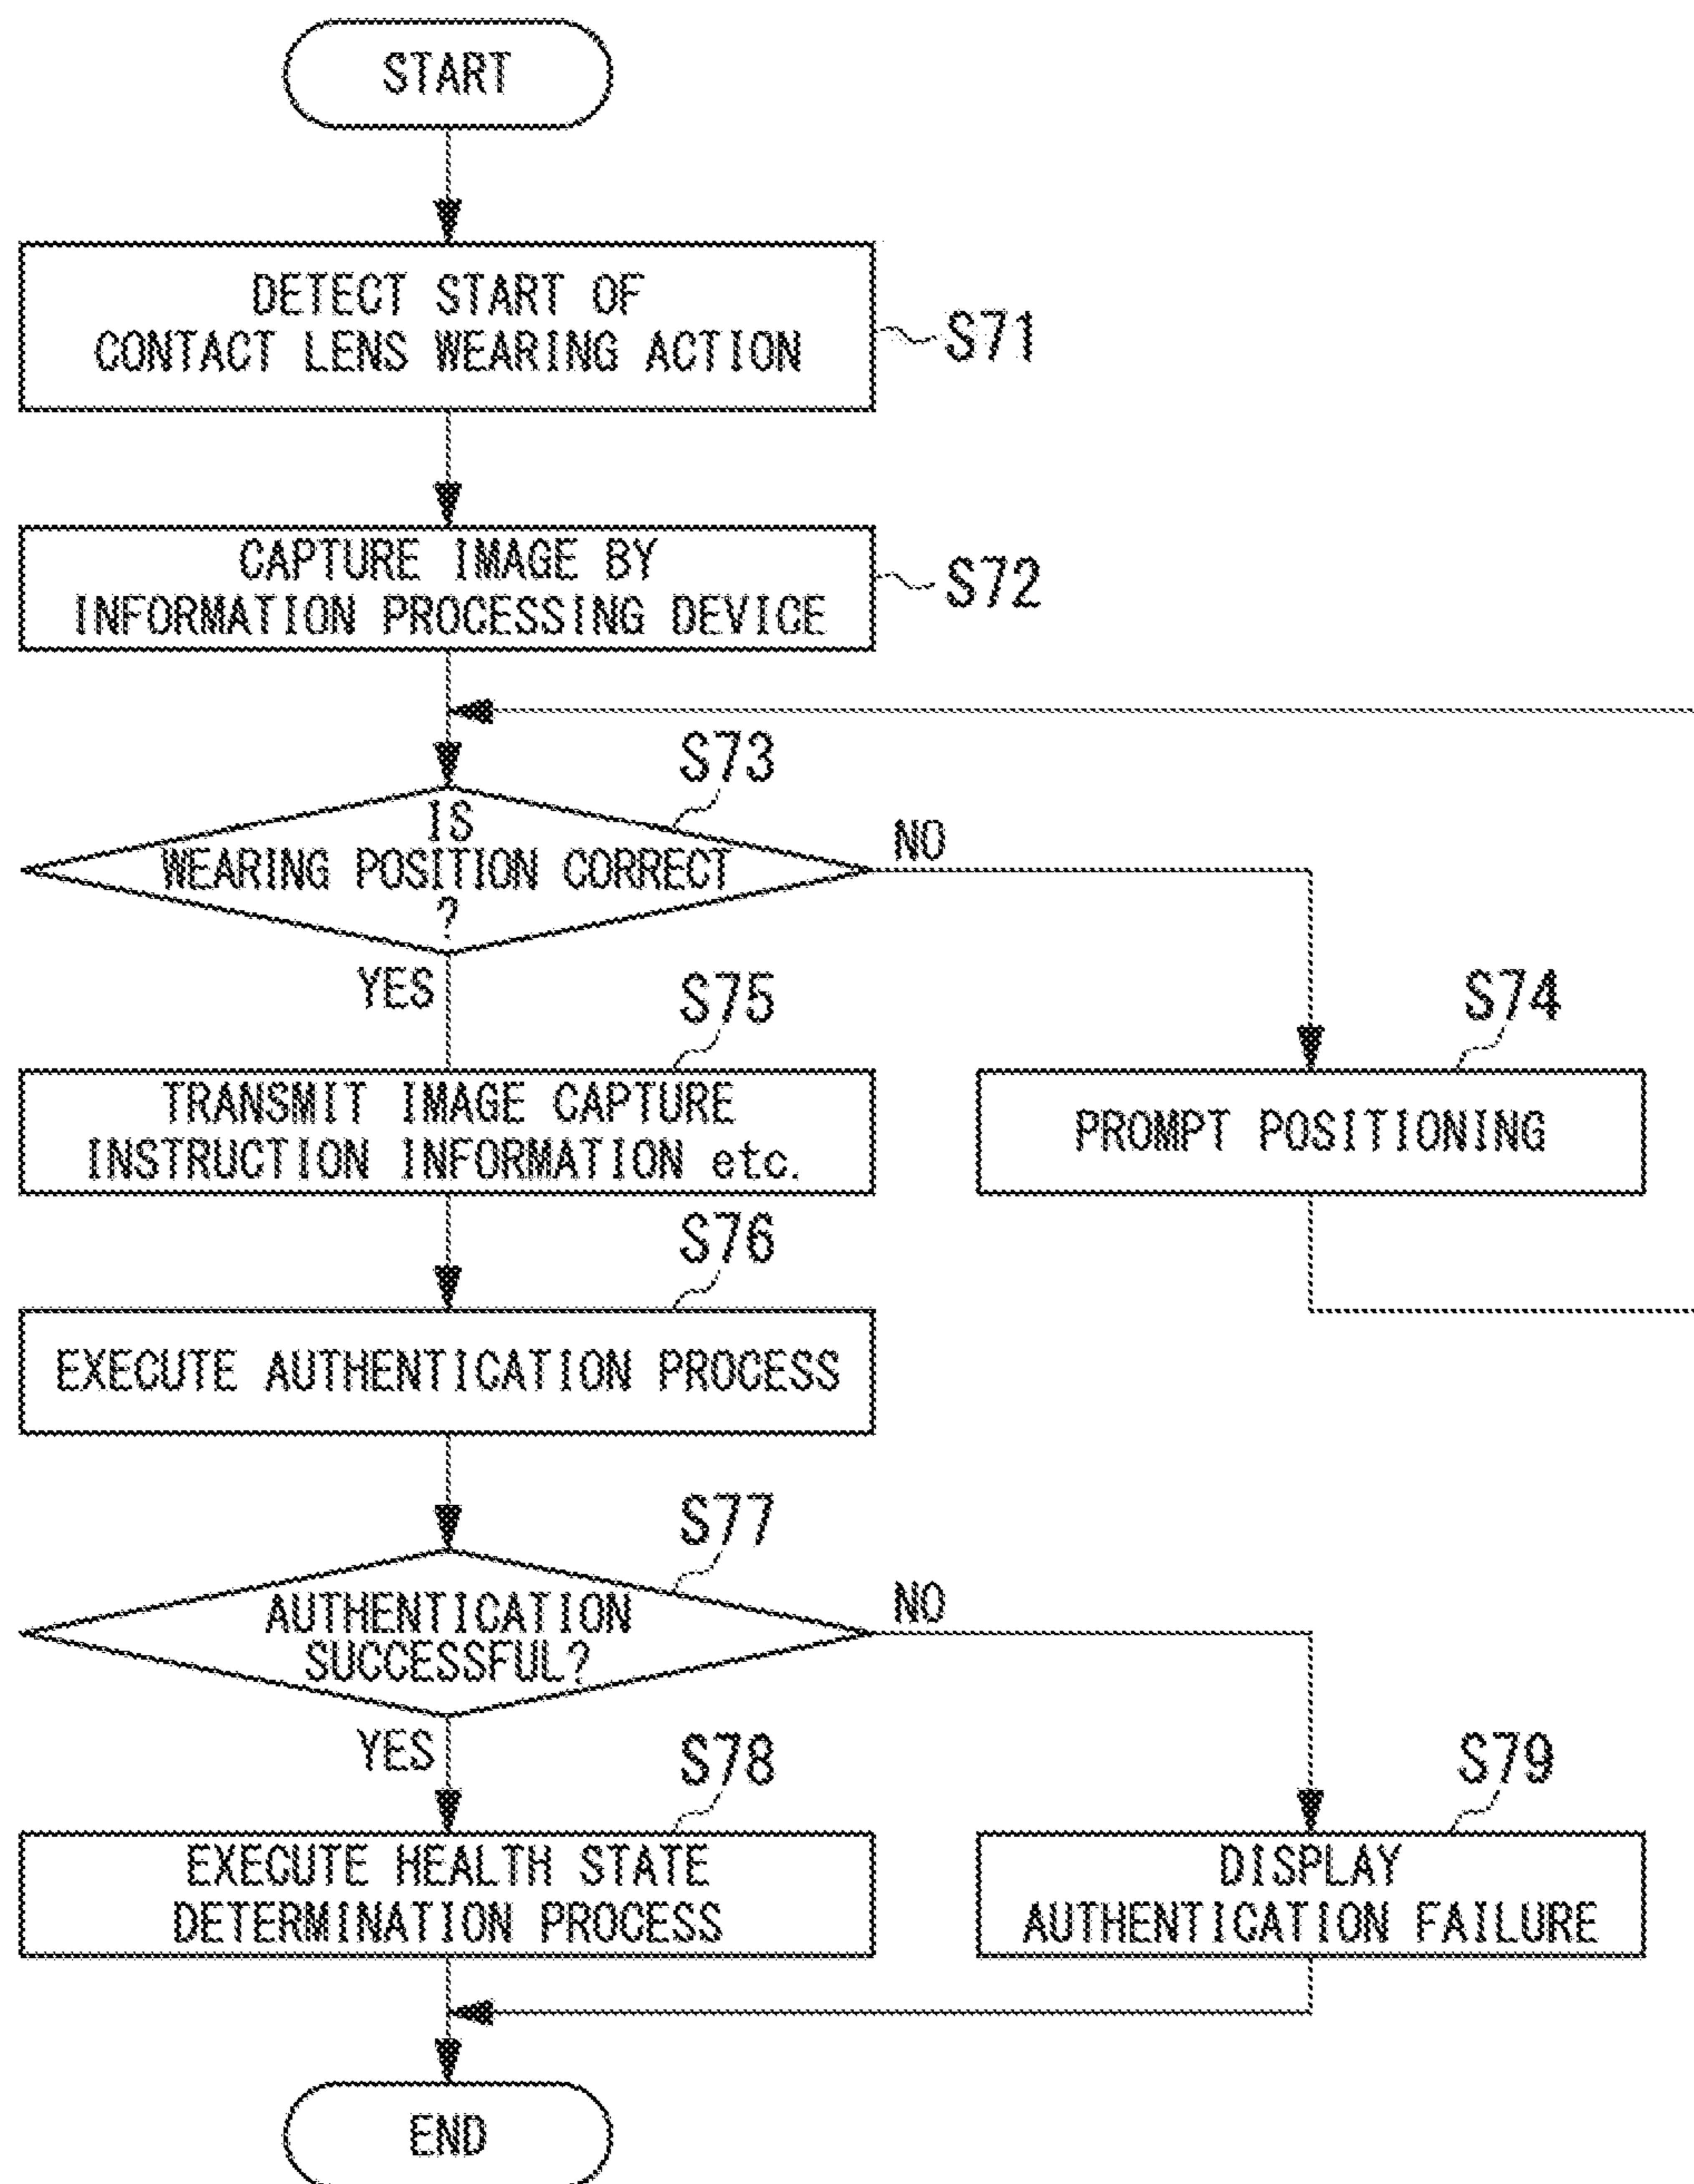 START
DETECT START OF
CONTACT LENS WEARING ACTION
S71
CAPTURE IMAGE BY
INFORMATION PROCESSING DEVICE
S72
S73
IS
WEARING POSITION CORRECT
?
NO
YES
S75
S74
TRANSMIT IMAGE CAPTURE
INSTRUCTION INFORMATION etc.
PROMPT POSITIONING
S76
EXECUTE AUTHENTICATION PROCESS
S77
AUTHENTICATION
SUCCESSFUL?
NO
YES
S78
S79
EXECUTE HEALTH STATE
DETERMINATION PROCESS
DISPLAY
AUTHENTICATION FAILURE
END